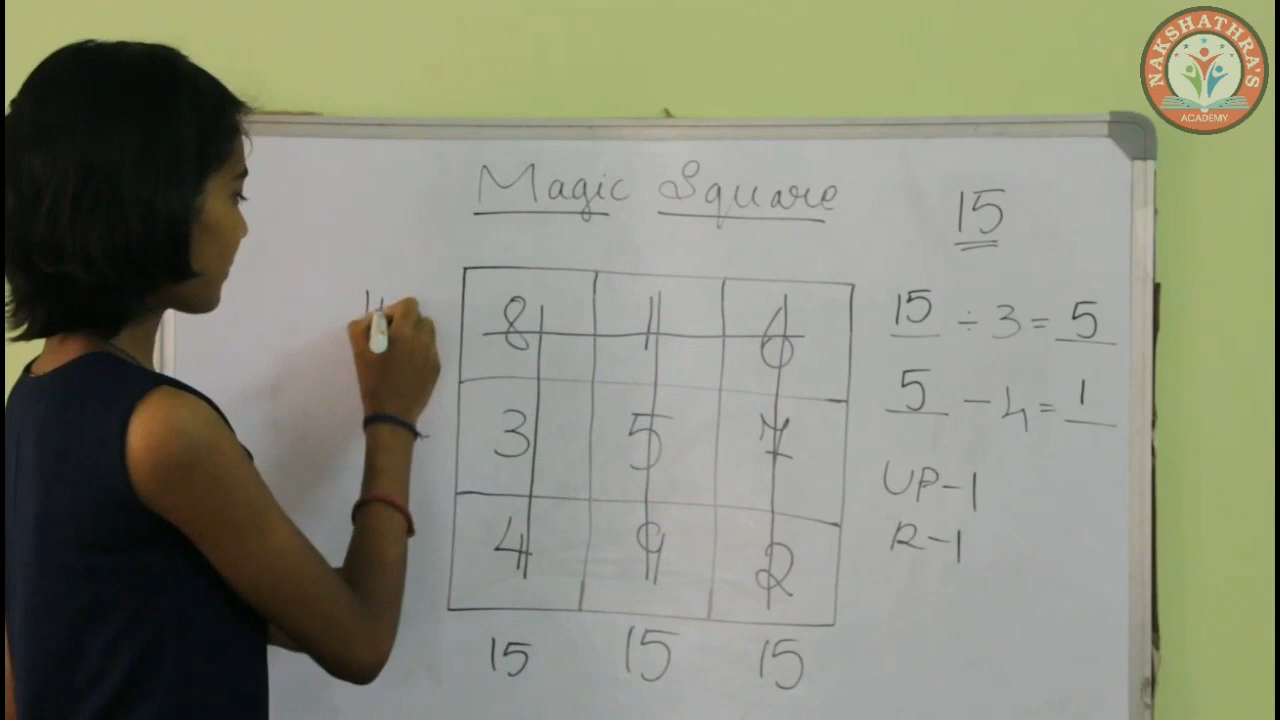 NAKSHATHRA'S
ACADEMY
Magic Square
15
8 1 6
3 5 7
4 9 2
15 15 15
15 ÷ 3 = 5
5 - 4 = 1
UP-1
R-1